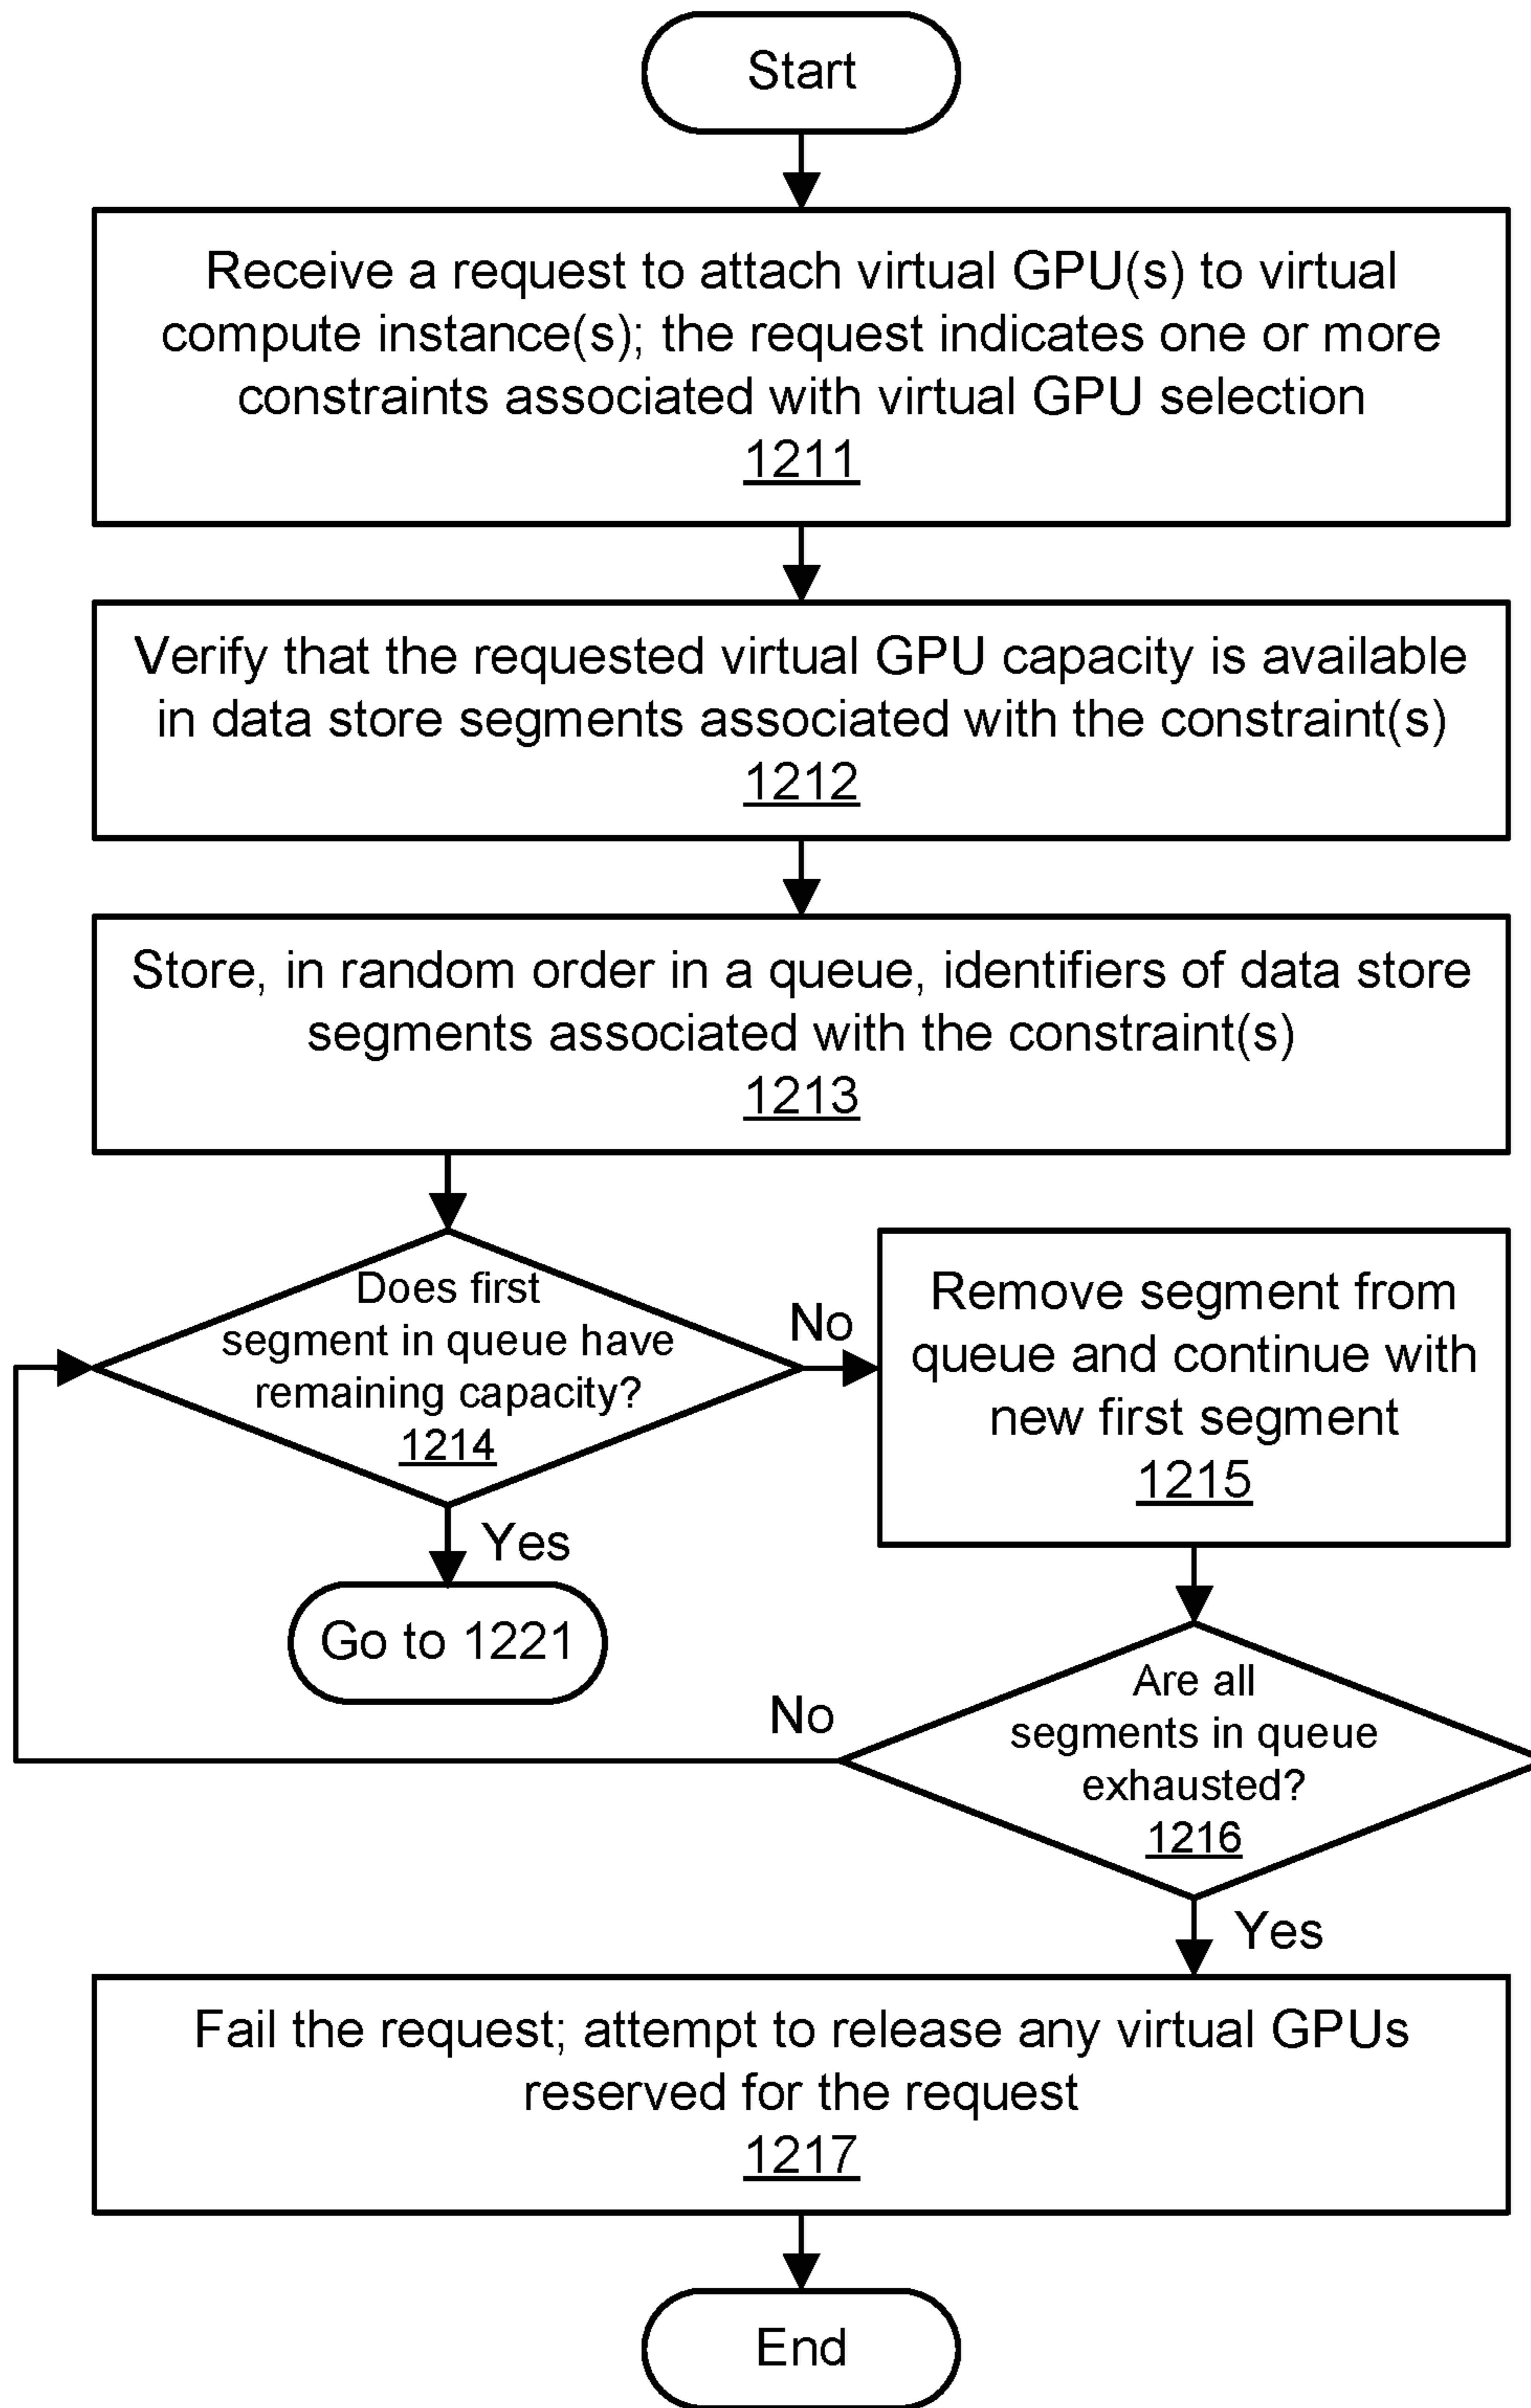 Start
Receive a request to attach virtual GPU(s) to virtual
compute instance(s); the request indicates one or more
constraints associated with virtual GPU selection
1211
Verify that the requested virtual GPU capacity is available
in data store segments associated with the constraint(s)
1212
Store, in random order in a queue, identifiers of data store
segments associated with the constraint(s)
1213
Does first
segment in queue have
remaining capacity?
1214
No
Remove segment from
queue and continue with
new first segment
1215
Yes
Go to 1221
No
Are all
segments in queue
exhausted?
1216
Yes
Fail the request; attempt to release any virtual GPUs
reserved for the request
1217
End